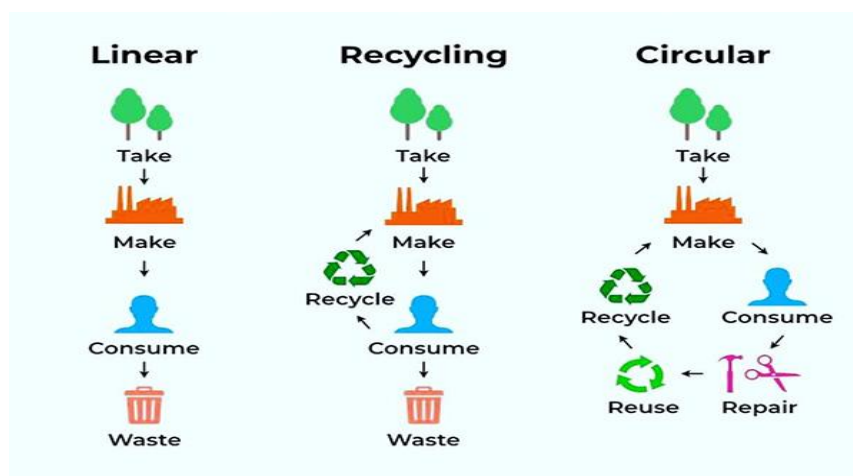 Linear
Recycling
Circular
Take
Take
Take
Make
Make
Make
Recycle
Recycle
Consume
Consume
Consume
Reuse
Repair
Waste
Waste